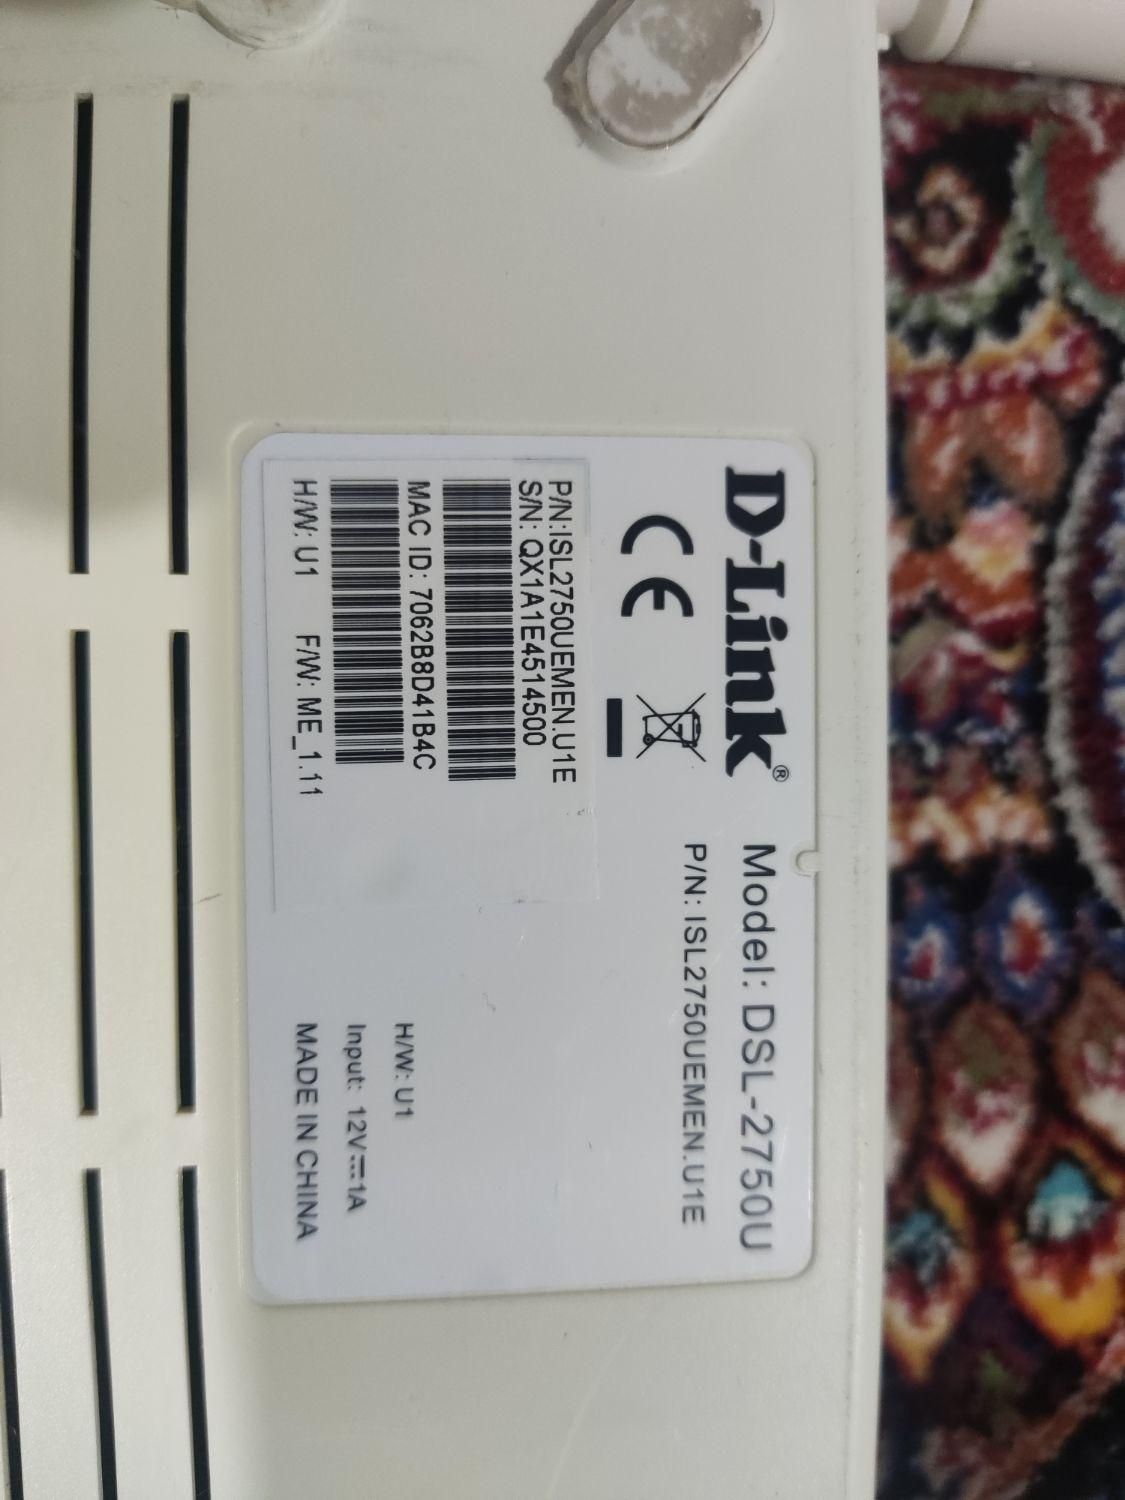 D-Link®
Model: DSL-2750U
P/N: ISL2750UEMEN.U1E
CE
P/N:ISL2750UEMEN.U1E
S/N: QX1A1E4514500
MAC ID: 7062B8D41B4C
H/W: U1 F/W: ME_1.11
H/W: U1
Input: 12V⎓1A
MADE IN CHINA